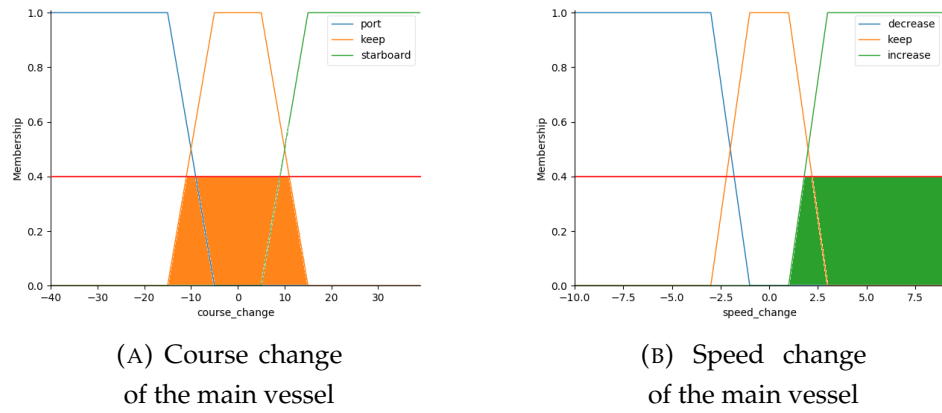 port
keep
starboard
1.0
0.8
0.6
0.4
0.2
0.0
Membership
-40 -30 -20 -10 0 10 20 30
course_change
(A) Course change
of the main vessel
decrease
keep
increase
1.0
0.8
0.6
0.4
0.2
0.0
Membership
-10.0 -7.5 -5.0 -2.5 0.0 2.5 5.0 7.5
speed_change
(B) Speed change
of the main vessel